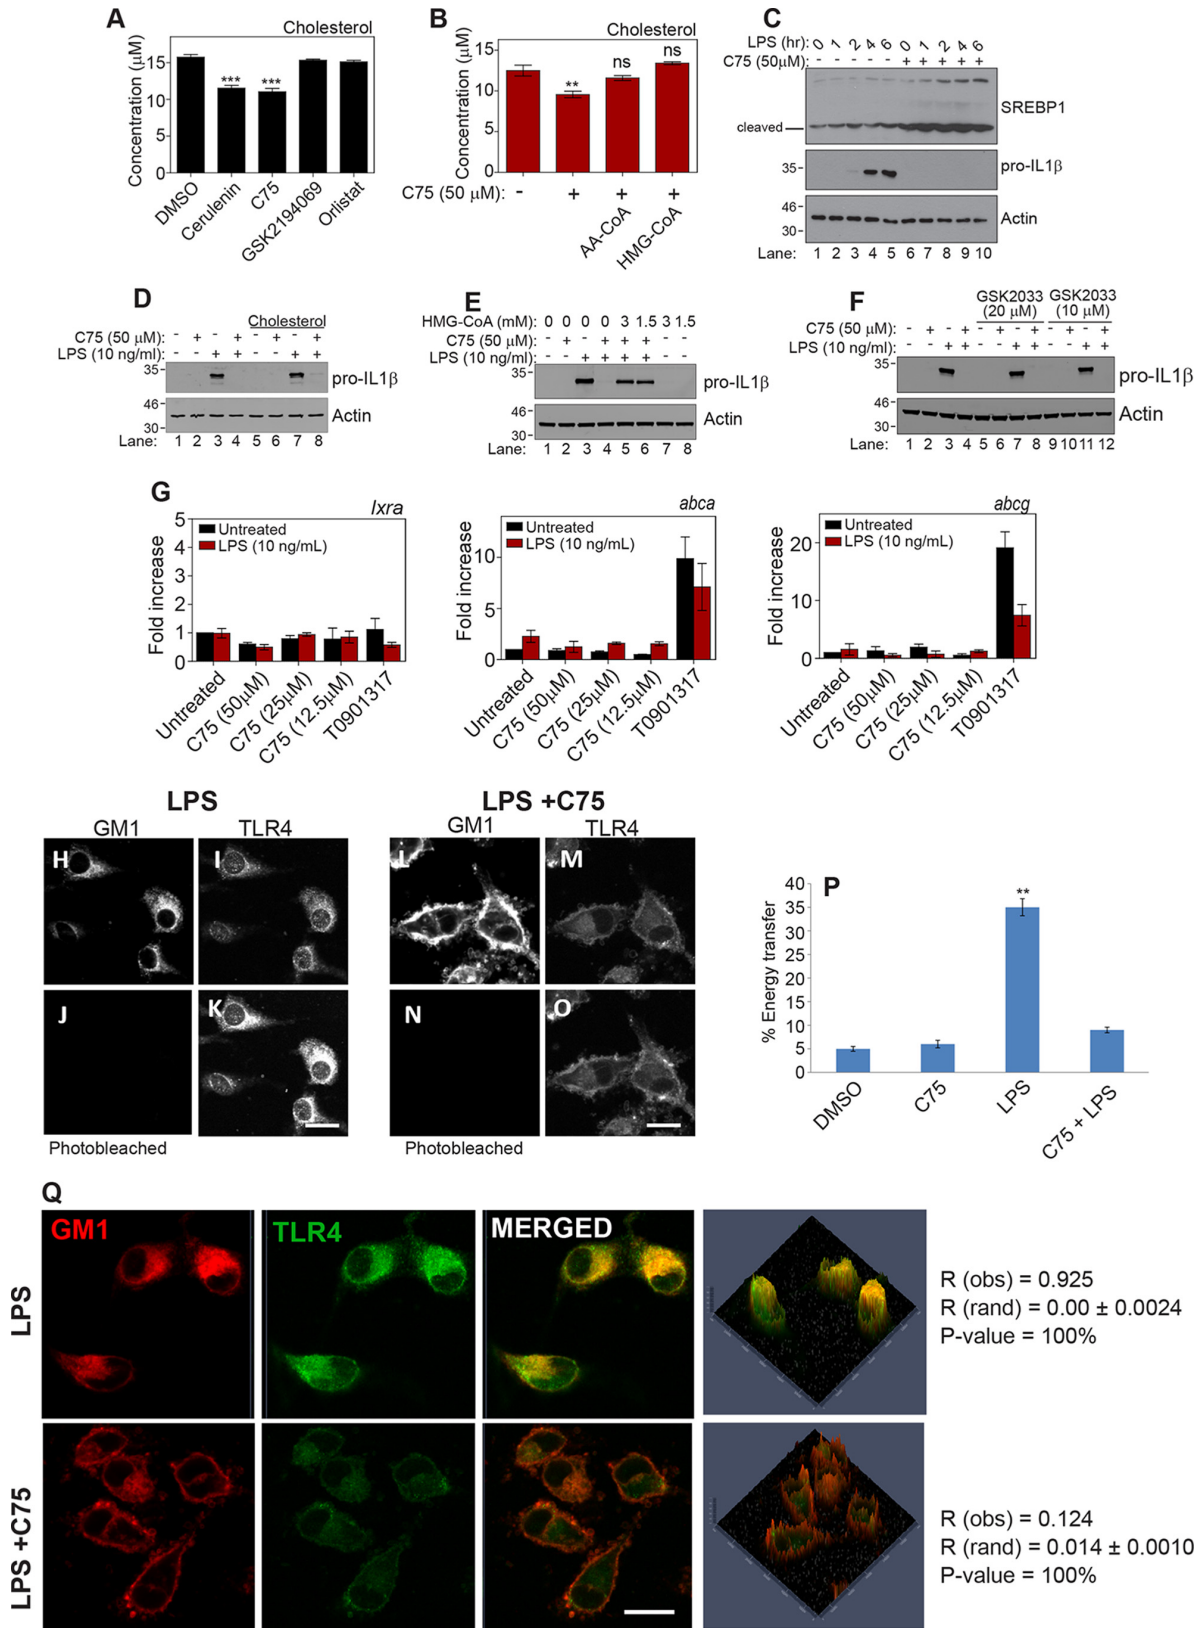 A
Cholesterol
Concentration (µM)
15
10
5
0
DMSO
Cerulenin
C75
GSK2194069
Orlistat
***
***
B
Cholesterol
Concentration (µM)
15
10
5
0
**
ns
ns
C75 (50 µM):
- + + +
AA-CoA
HMG-CoA
C
LPS (hr): 0 1 2 4 6 0 1 2 4 6
C75 (50µM): - - - - - + + + + +
SREBP1
cleaved
35-
pro-IL1β
46-
Actin
30-
Lane: 1 2 3 4 5 6 7 8 9 10
D
Cholesterol
C75 (50 µM): - + - + - + - +
LPS (10 ng/ml): - - + + - - + +
35-
pro-IL1β
46-
Actin
30-
Lane: 1 2 3 4 5 6 7 8
E
HMG-CoA (mM): 0 0 0 0 3 1.5 3 1.5
C75 (50 µM): - + - + + + - -
LPS (10 ng/ml): - - + + + + - -
35-
pro-IL1β
46-
Actin
30-
Lane: 1 2 3 4 5 6 7 8
F
GSK2033 GSK2033
(20 µM) (10 µM)
C75 (50 µM): - + - + - + - + - + - +
LPS (10 ng/ml): - - + + - - + + - - + +
35-
pro-IL1β
46-
Actin
30-
Lane: 1 2 3 4 5 6 7 8 9 10 11 12
G
lxra
Untreated
LPS (10 ng/mL)
Fold increase
5
4
3
2
1
0
Untreated
C75 (50µM)
C75 (25µM)
C75 (12.5µM)
T0901317
abca
Untreated
LPS (10 ng/mL)
Fold increase
10
5
0
Untreated
C75 (50µM)
C75 (25µM)
C75 (12.5µM)
T0901317
abcg
Untreated
LPS (10 ng/mL)
Fold increase
20
10
0
Untreated
C75 (50µM)
C75 (25µM)
C75 (12.5µM)
T0901317
LPS
LPS +C75
GM1
TLR4
GM1
TLR4
H
I
L
M
J
K
N
O
Photobleached
Photobleached
P
% Energy transfer
40
35
30
25
20
15
10
5
0
**
DMSO
C75
LPS
C75 + LPS
Q
LPS
GM1
TLR4
MERGED
R (obs) = 0.925
R (rand) = 0.00 ± 0.0024
P-value = 100%
LPS +C75
R (obs) = 0.124
R (rand) = 0.014 ± 0.0010
P-value = 100%